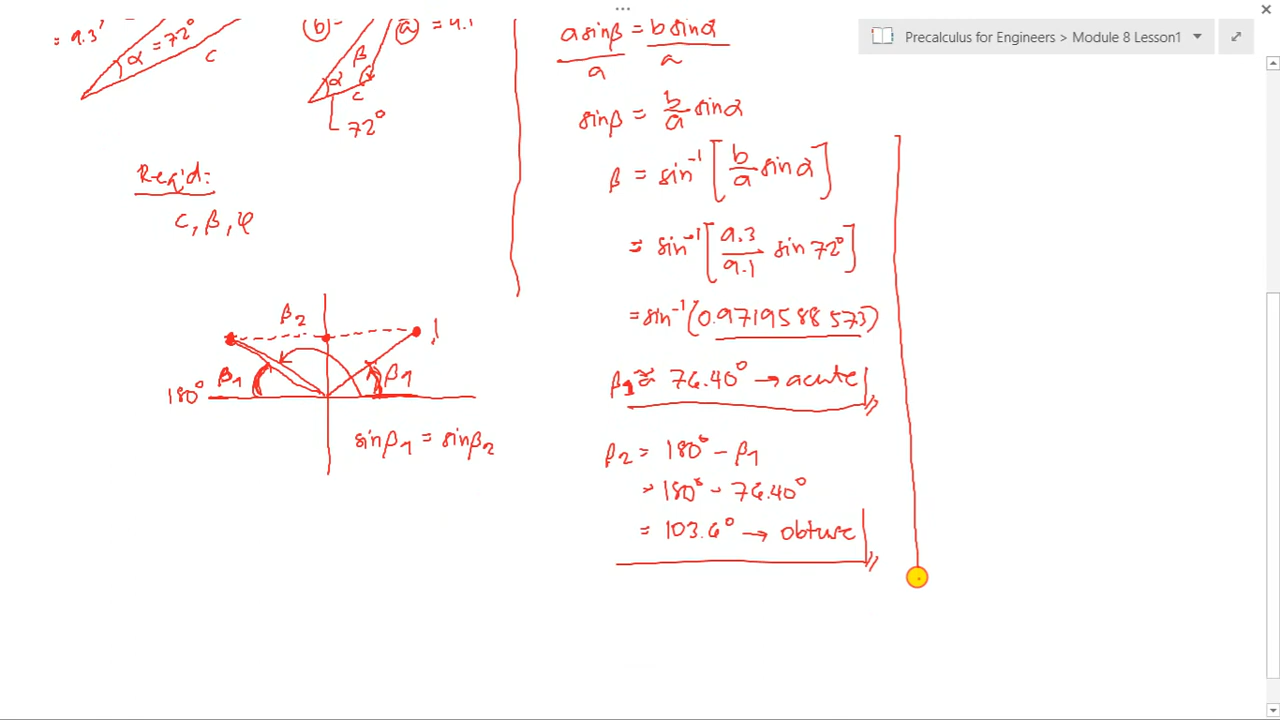 Precalculus for Engineers > Module 8 Lesson1
= 9.3'
α = 72°
c
b
a = 9.1
β
α
c
72°
Req'd:
c, β, φ
β2
180°
β1
β1
sinβ1 = sinβ2
a sinβ = b sinα
a a
sinβ = b/a sinα
β = sin⁻¹ [b/a sinα]
= sin⁻¹ [9.3/9.1 sin 72°]
= sin⁻¹(0.9719588573)
β1 ≈ 76.40° → acute
β2 = 180° - β1
= 180° - 76.40°
= 103.6° → obtuse